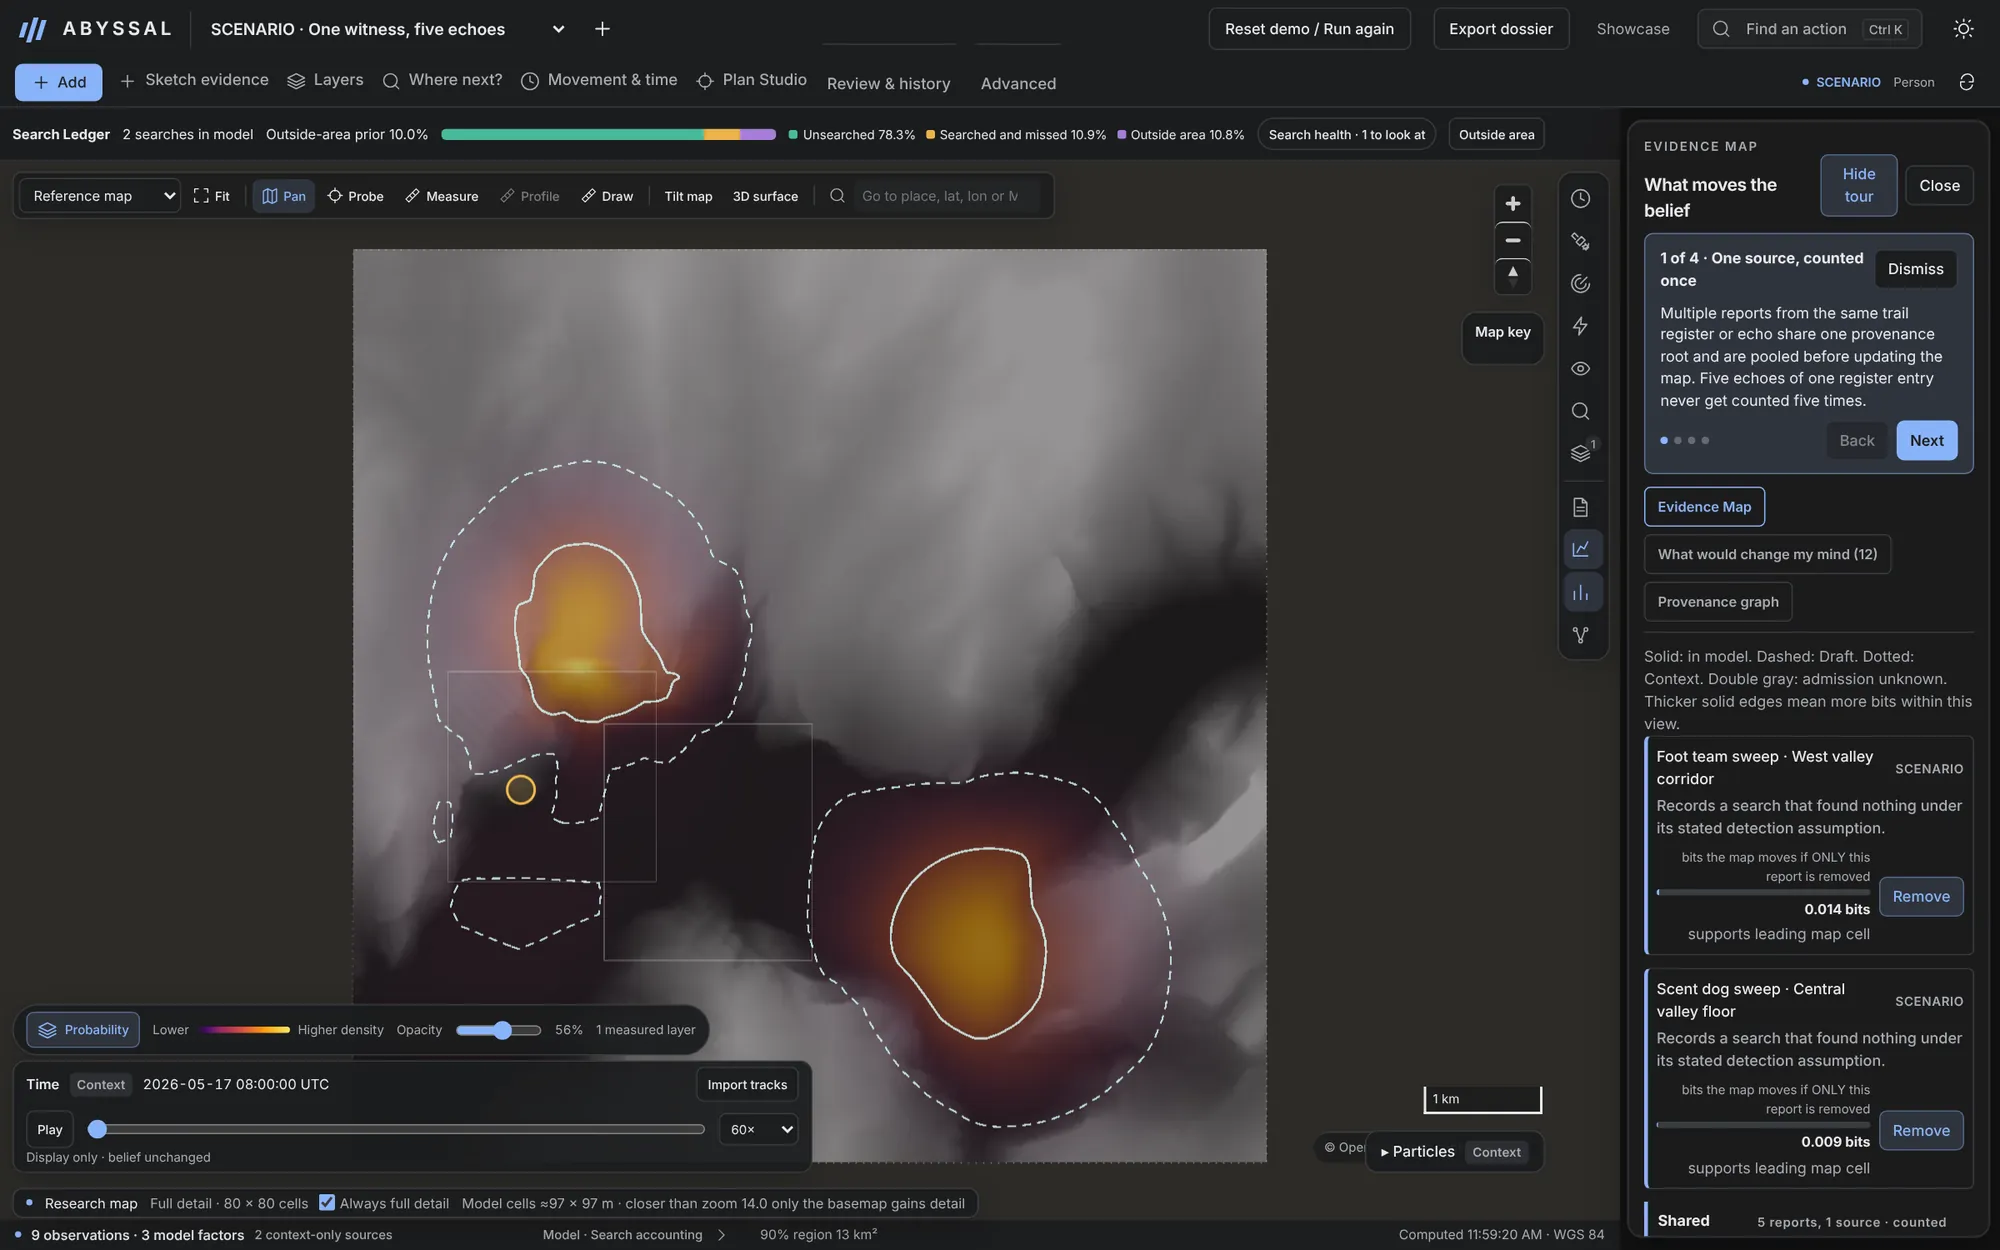 ABYSSAL
SCENARIO · One witness, five echoes
Reset demo / Run again
Export dossier
Showcase
Find an action Ctrl K
Add
Sketch evidence
Layers
Where next?
Movement & time
Plan Studio
Review & history
Advanced
SCENARIO Person
Search Ledger 2 searches in model Outside-area prior 10.0%
Unsearched 78.3% Searched and missed 10.9% Outside area 10.8%
Search health · 1 to look at
Outside area
Reference map
Fit
Pan
Probe
Measure
Profile
Draw
Tilt map
3D surface
Go to place, lat, lon or M
Map key
1
EVIDENCE MAP
What moves the
belief
Hide
tour
Close
1 of 4 · One source, counted
once
Dismiss
Multiple reports from the same trail
register or echo share one provenance
root and are pooled before updating the
map. Five echoes of one register entry
never get counted five times.
Back
Next
Evidence Map
What would change my mind (12)
Provenance graph
Solid: in model. Dashed: Draft. Dotted:
Context. Double gray: admission unknown.
Thicker solid edges mean more bits within this
view.
Foot team sweep · West valley
corridor
SCENARIO
Records a search that found nothing under
its stated detection assumption.
bits the map moves if ONLY this
report is removed
0.014 bits
Remove
supports leading map cell
Scent dog sweep · Central
valley floor
SCENARIO
Records a search that found nothing under
its stated detection assumption.
bits the map moves if ONLY this
report is removed
0.009 bits
Remove
supports leading map cell
Shared 5 reports, 1 source · counted
Probability
Lower
Higher density
Opacity
56%
1 measured layer
Time Context 2026-05-17 08:00:00 UTC
Import tracks
Play
60×
Display only · belief unchanged
1 km
© Ope
▸ Particles Context
Research map Full detail · 80 × 80 cells Always full detail Model cells ≈97 × 97 m · closer than zoom 14.0 only the basemap gains detail
9 observations · 3 model factors 2 context-only sources
Model · Search accounting
90% region 13 km²
Computed 11:59:20 AM · WGS 84